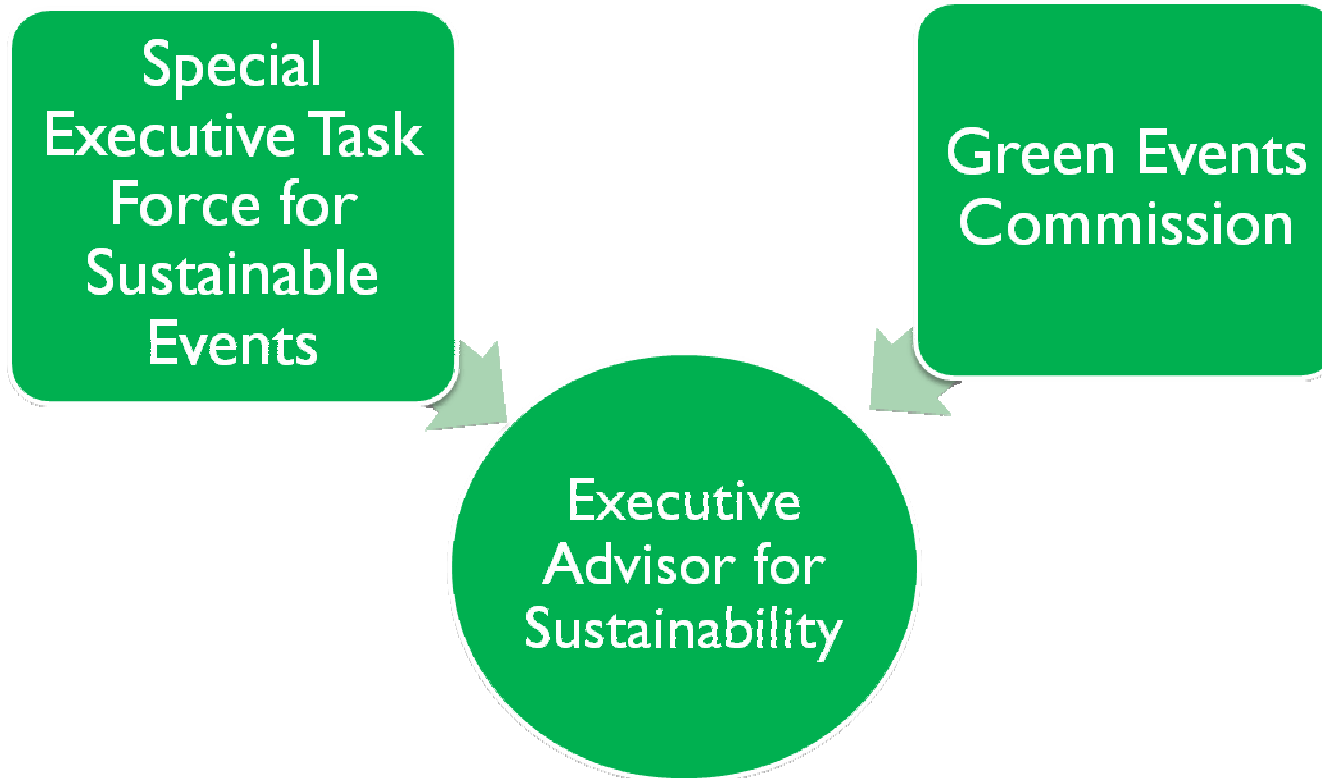 Special
Executive Task
Force for
Sustainable
Events
Green Events
Commission
Executive
Advisor for
Sustainability